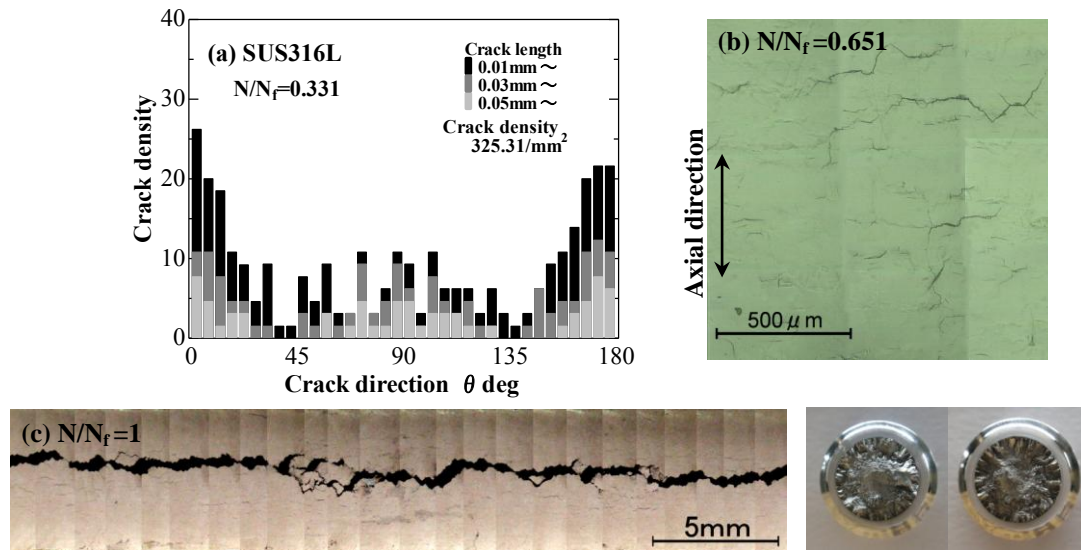 40
30
20
10
0
Crack density
(a) SUS316L
N/Nf=0.331
Crack length
0.01mm～
0.03mm～
0.05mm～
Crack density
325.31/mm²
0
45
90
135
180
Crack direction θ deg
(b) N/Nf=0.651
Axial direction
500μm
(c) N/Nf=1
5mm